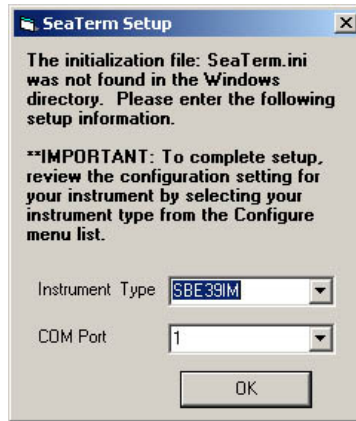 SeaTerm Setup
The initialization file: SeaTerm.ini
was not found in the Windows
directory. Please enter the following
setup information.
**IMPORTANT: To complete setup,
review the configuration setting for
your instrument by selecting your
instrument type from the Configure
menu list.
Instrument Type SBE39IM
COM Port 1
OK